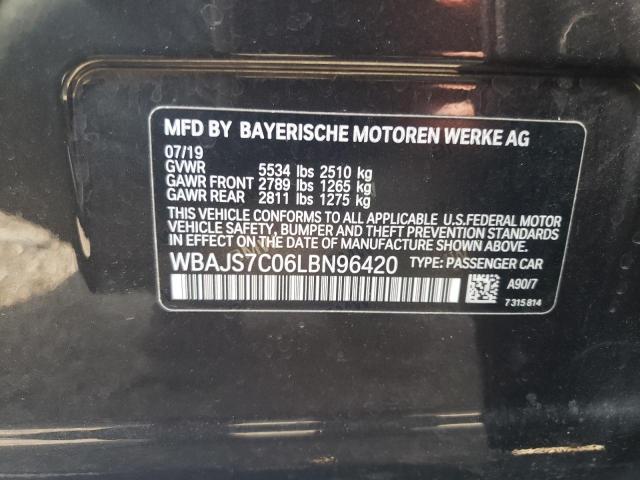 MFD BY BAYERISCHE MOTOREN WERKE AG
07/19
GVWR 5534 lbs 2510 kg
GAWR FRONT 2789 lbs 1265 kg
GAWR REAR 2811 lbs 1275 kg
THIS VEHICLE CONFORMS TO ALL APPLICABLE U.S.FEDERAL MOTOR
VEHICLE SAFETY, BUMPER AND THEFT PREVENTION STANDARDS
IN EFFECT ON THE DATE OF MANUFACTURE SHOWN ABOVE.
WBAJS7C06LBN96420 TYPE: PASSENGER CAR
A90/7
7315814